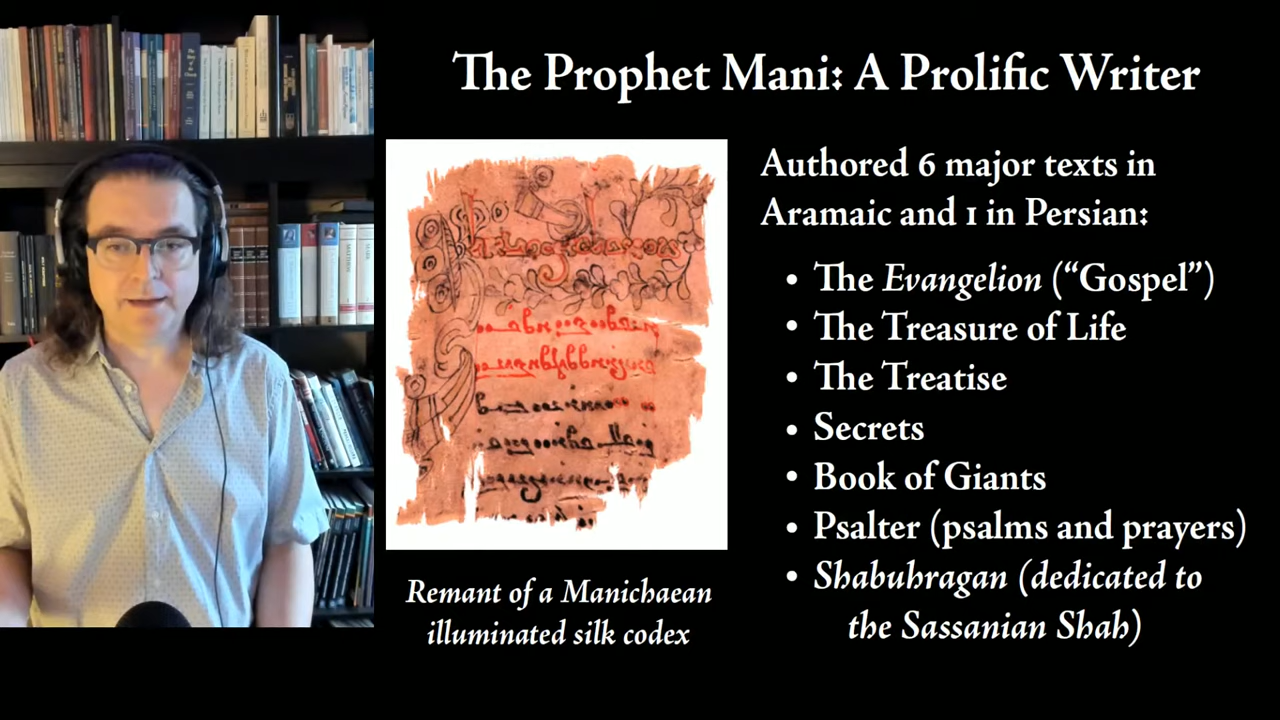 The Prophet Mani: A Prolific Writer
Authored 6 major texts in
Aramaic and 1 in Persian:
• The Evangelion (“Gospel”)
• The Treasure of Life
• The Treatise
• Secrets
• Book of Giants
• Psalter (psalms and prayers)
• Shabuhragan (dedicated to
the Sassanian Shah)
Remant of a Manichaean
illuminated silk codex